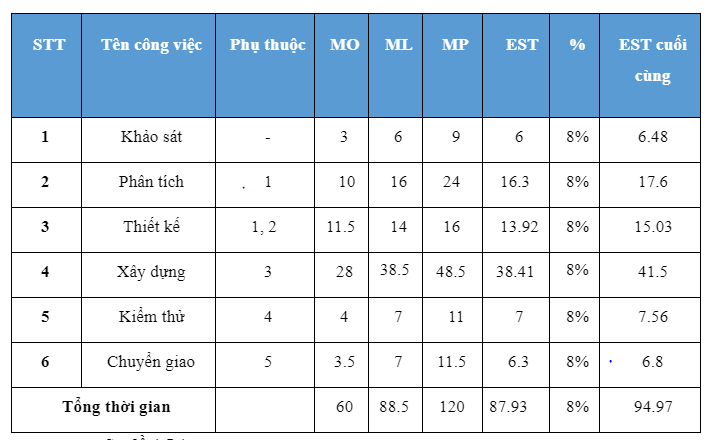 STT Tên công việc Phụ thuộc MO ML MP EST % EST cuối
cùng
1 Khảo sát - 3 6 9 6 8% 6.48
2 Phân tích 1 10 16 24 16.3 8% 17.6
3 Thiết kế 1, 2 11.5 14 16 13.92 8% 15.03
4 Xây dựng 3 28 38.5 48.5 38.41 8% 41.5
5 Kiểm thử 4 4 7 11 7 8% 7.56
6 Chuyển giao 5 3.5 7 11.5 6.3 8% 6.8
Tổng thời gian 60 88.5 120 87.93 8% 94.97